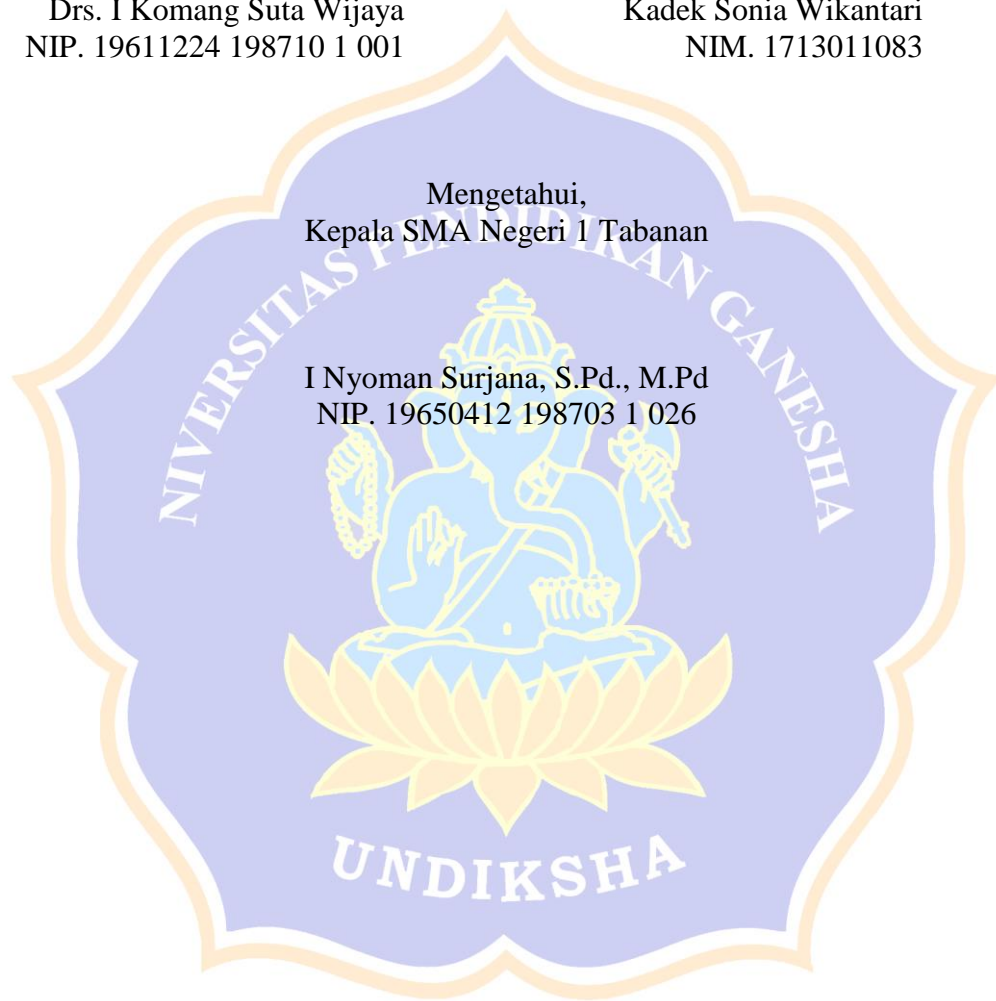 Drs. I Komang Suta Wijaya
NIP. 19611224 198710 1 001
Kadek Sonia Wikantari
NIM. 1713011083
Mengetahui,
Kepala SMA Negeri 1 Tabanan
I Nyoman Surjana, S.Pd., M.Pd
NIP. 19650412 198703 1 026
NIVERSITAS PENDIDIKAN GANESHA
UNDIKSHA